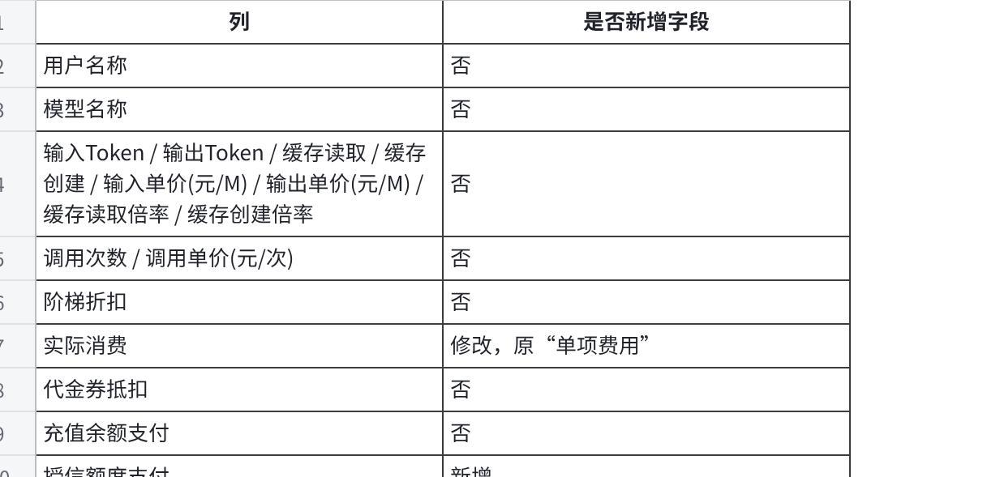 1
列
是否新增字段
2
用户名称
否
3
模型名称
否
4
输入Token / 输出Token / 缓存读取 / 缓存
创建 / 输入单价(元/M) / 输出单价(元/M) /
缓存读取倍率 / 缓存创建倍率
否
5
调用次数 / 调用单价(元/次)
否
6
阶梯折扣
否
7
实际消费
修改，原“单项费用”
8
代金券抵扣
否
9
充值余额支付
否
授信额度支付
新增